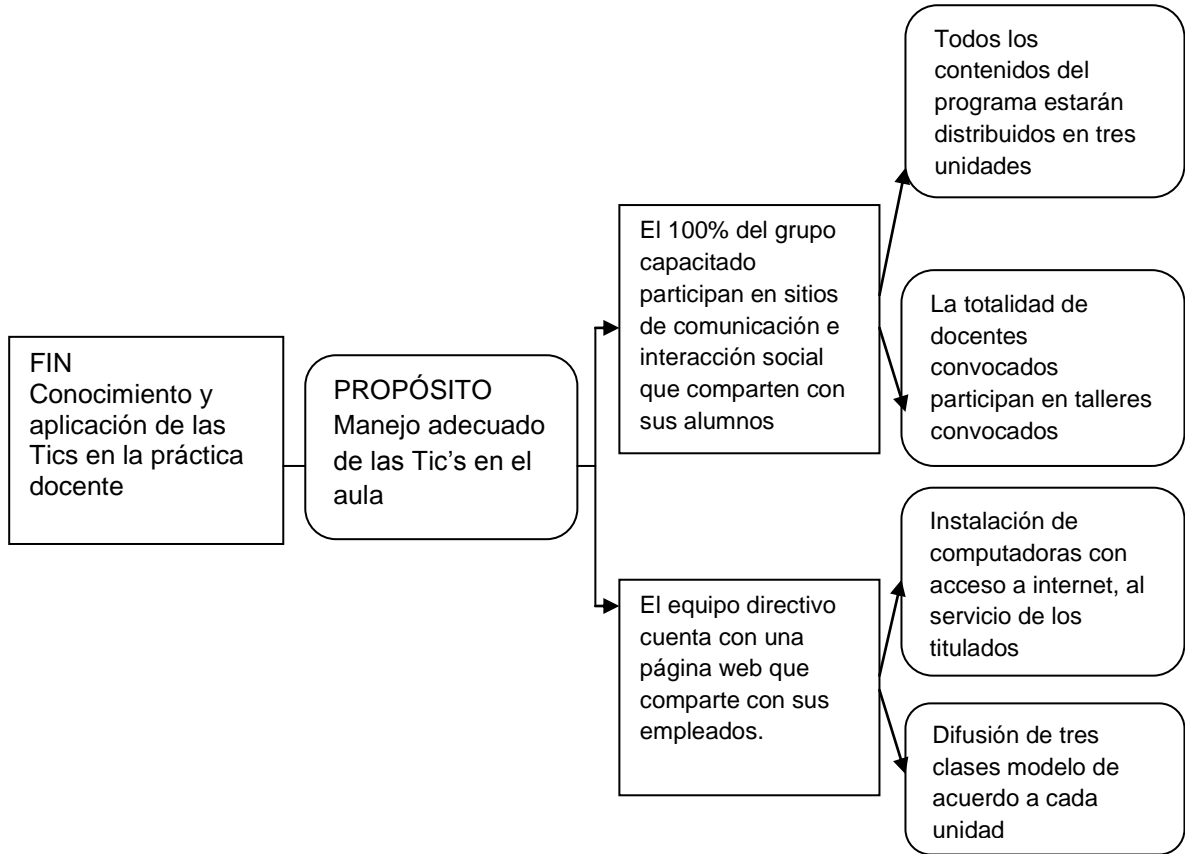 FIN
Conocimiento y
aplicación de las
Tics en la práctica
docente
PROPÓSITO
Manejo adecuado
de las Tic’s en el
aula
El 100% del grupo
capacitado
participan en sitios
de comunicación e
interacción social
que comparten con
sus alumnos
Todos los
contenidos del
programa estarán
distribuidos en tres
unidades
La totalidad de
docentes
convocados
participan en talleres
convocados
El equipo directivo
cuenta con una
página web que
comparte con sus
empleados.
Instalación de
computadoras con
acceso a internet, al
servicio de los
titulados
Difusión de tres
clases modelo de
acuerdo a cada
unidad